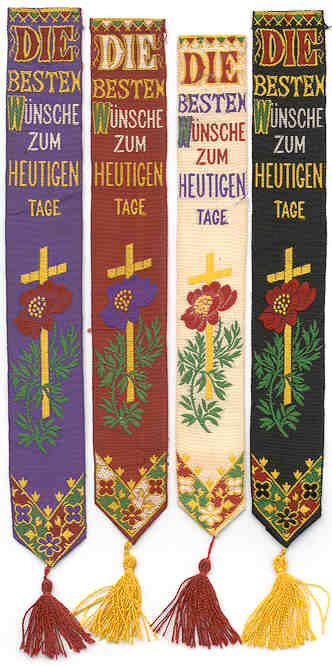 DIE
BESTEN
WÜNSCHE
ZUM
HEUTIGEN
TAGE
DIE
BESTEN
WÜNSCHE
ZUM
HEUTIGEN
TAGE
DIE
BESTEN
WÜNSCHE
ZUM
HEUTIGEN
TAGE
DIE
BESTEN
WÜNSCHE
ZUM
HEUTIGEN
TAGE